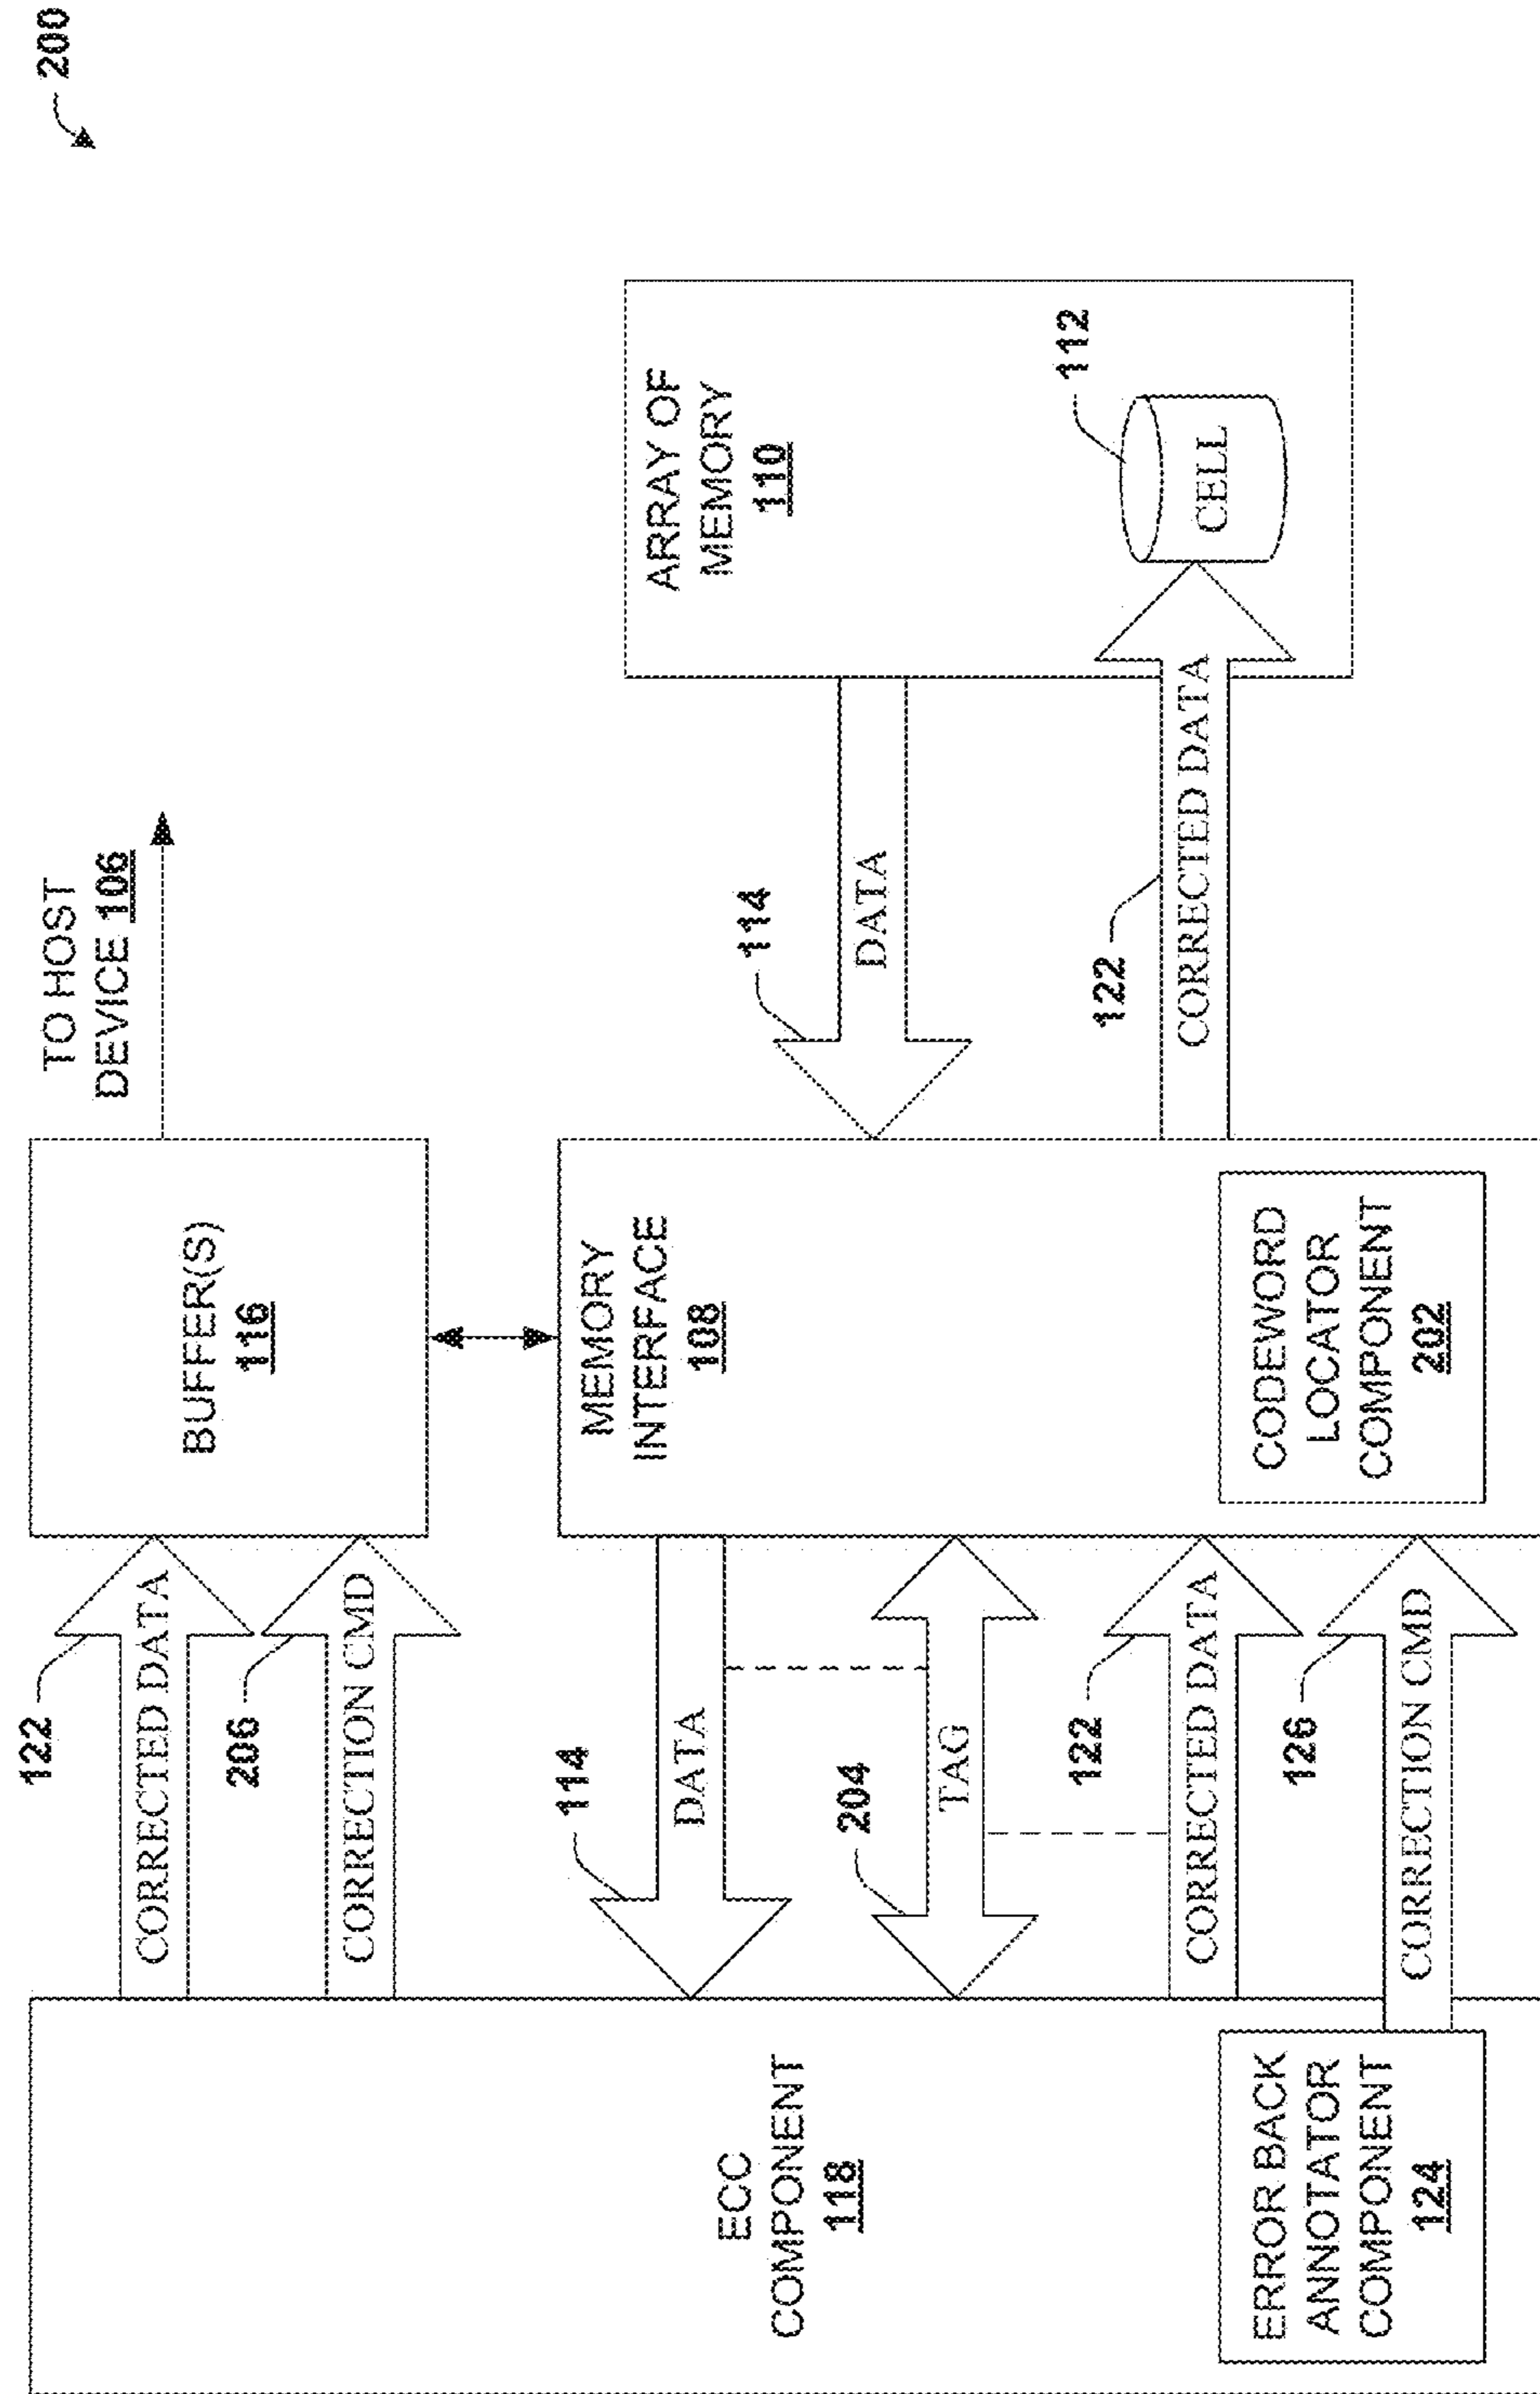 200
TO HOST
DEVICE 106
122
CORRECTED DATA
206
CORRECTION CMD
BUFFER(S)
116
ECC
COMPONENT
118
114
DATA
204
TAG
122
CORRECTED DATA
126
CORRECTION CMD
ERROR BACK
ANNOTATOR
COMPONENT
124
MEMORY
INTERFACE
108
CODEWORD
LOCATOR
COMPONENT
202
114
DATA
122
CORRECTED DATA
ARRAY OF
MEMORY
110
112
CELL